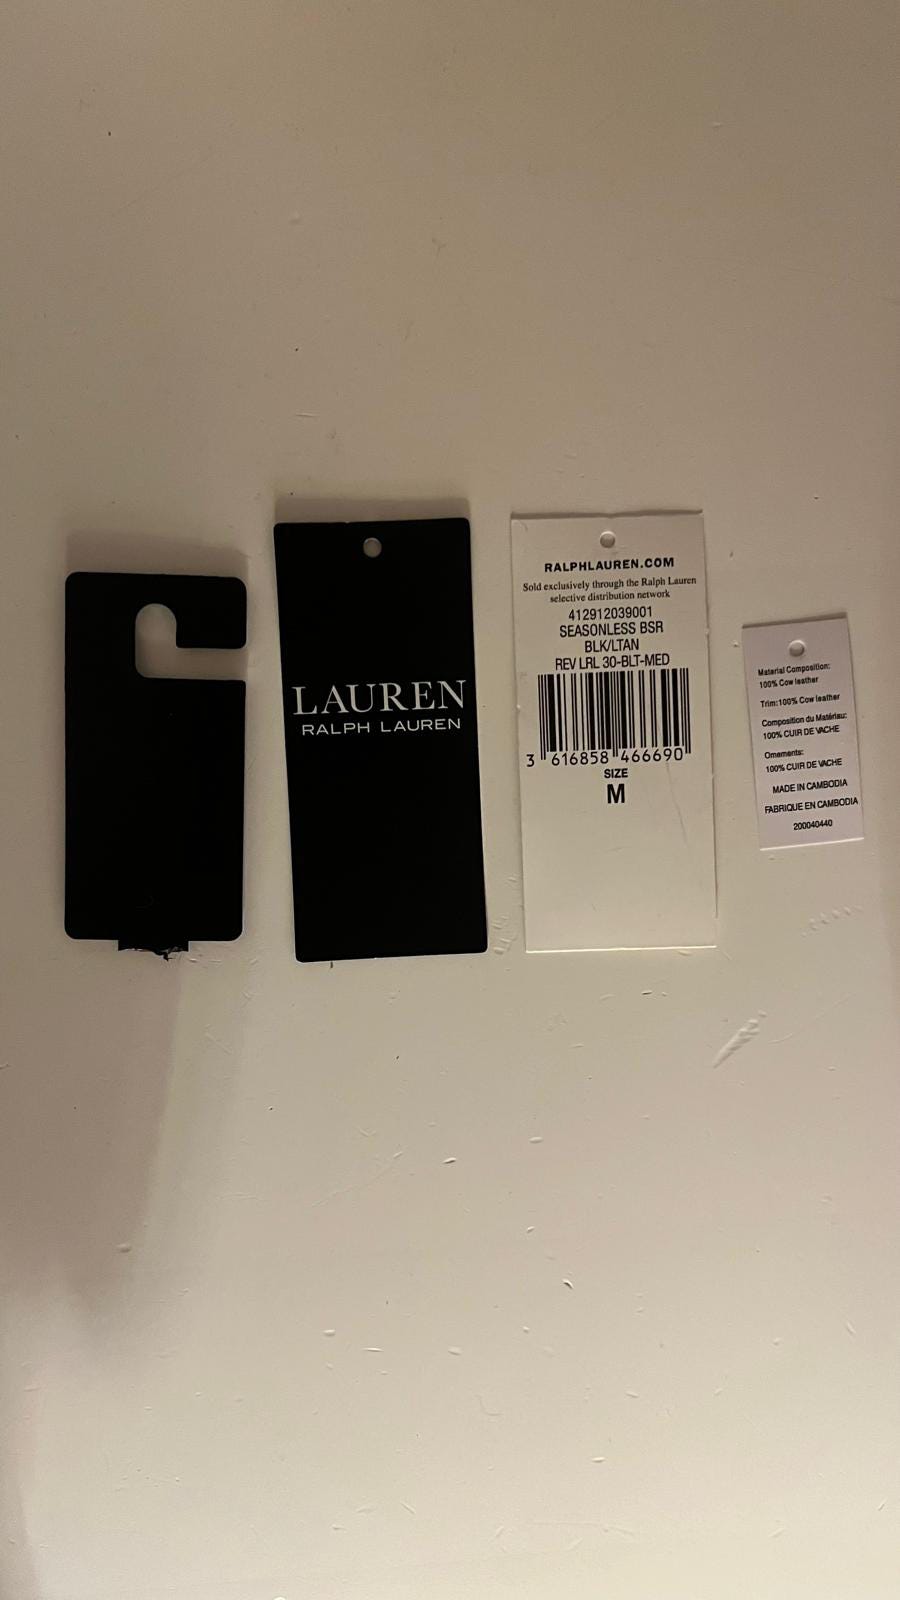 LAUREN
RALPH LAUREN
RALPHLAUREN.COM
Sold exclusively through the Ralph Lauren
selective distribution network
412912039001
SEASONLESS BSR
BLK/LTAN
REV LRL 30-BLT-MED
3 616858 466690
SIZE
M
Material Composition:
100% Cow leather
Trim:100% Cow leather
Composition du Matériau:
100% CUIR DE VACHE
Ornements:
100% CUIR DE VACHE
MADE IN CAMBODIA
FABRIQUE EN CAMBODIA
200040440